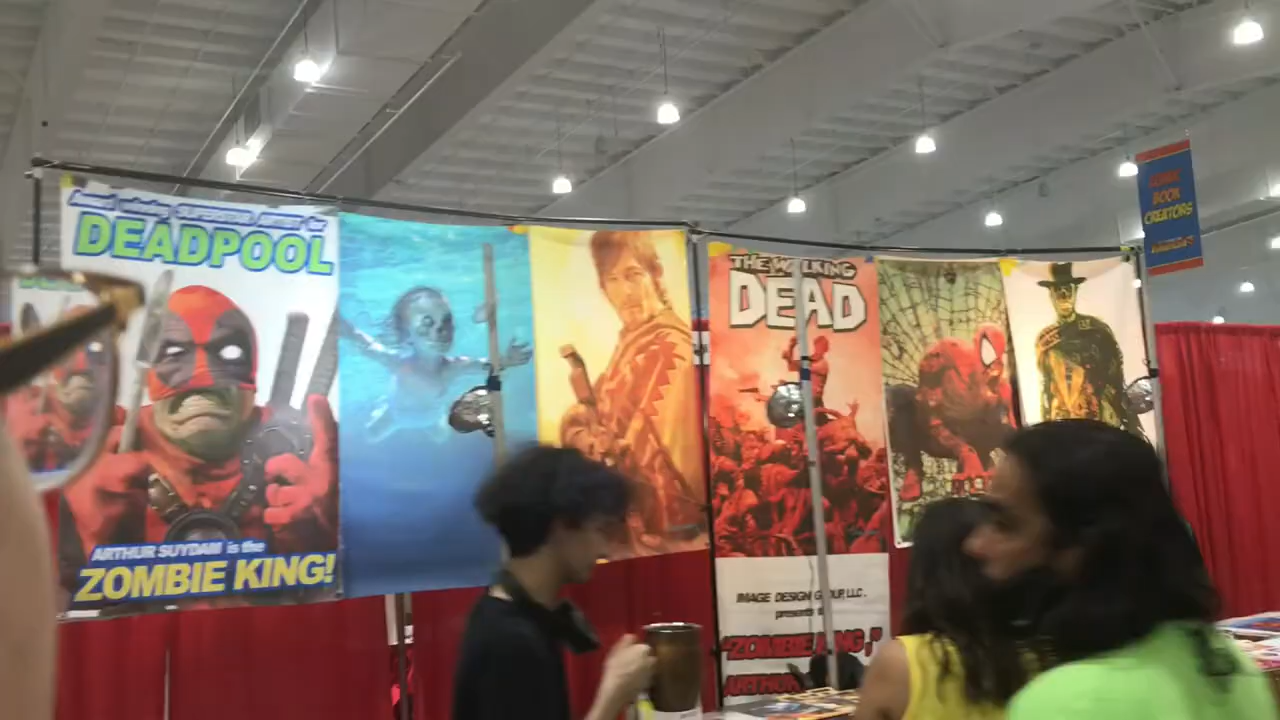 DEADPOOL
ARTHUR SUYDAM is the
ZOMBIE KING!
THE WALKING
DEAD
IMAGE DESIGN GROUP, LLC.
presents
"ZOMBIE KING,"
ARTHUR
COMIC
BOOK
CREATORS